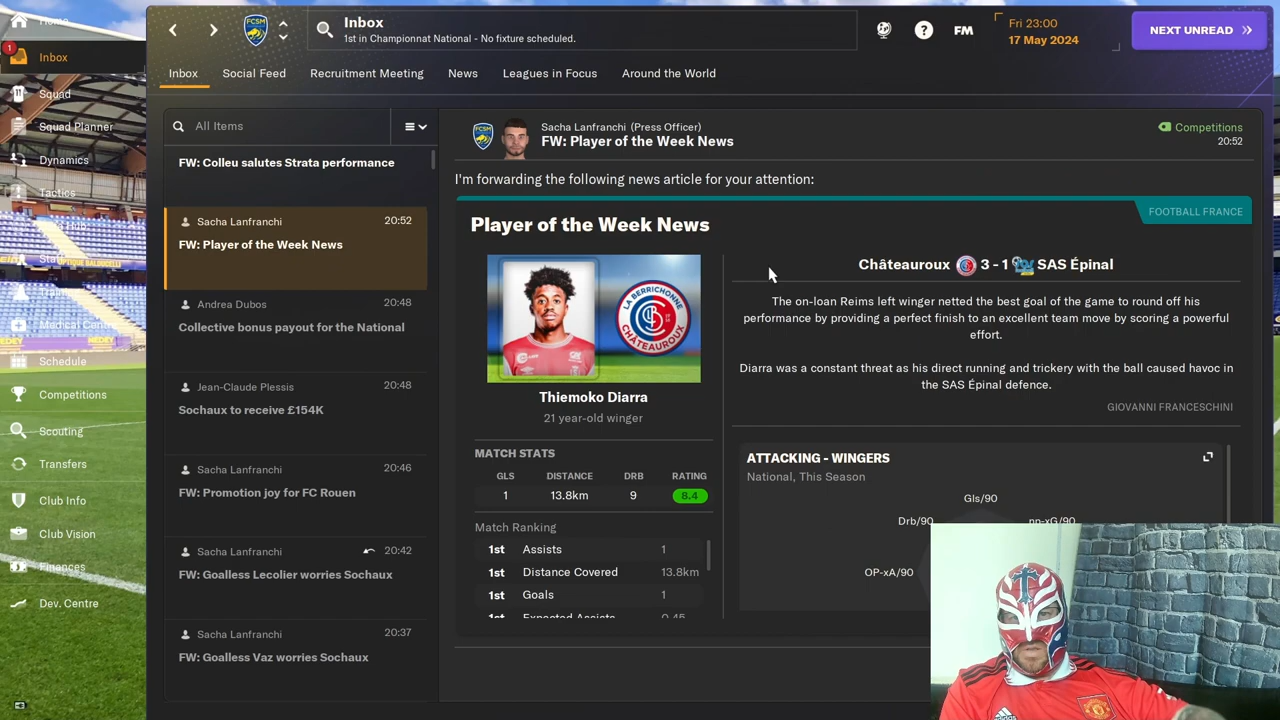 Home
1
Inbox
Squad
Squad Planner
Dynamics
Tactics
Schedule
Competitions
Scouting
Transfers
Club Info
Club Vision
Finances
Dev. Centre
FCSM
Inbox
1st in Championnat National - No fixture scheduled.
FM
Fri 23:00
17 May 2024
NEXT UNREAD
Inbox
Social Feed
Recruitment Meeting
News
Leagues in Focus
Around the World
All Items
FW: Colleu salutes Strata performance
Sacha Lanfranchi 20:52
FW: Player of the Week News
Andrea Dubos 20:48
Collective bonus payout for the National
Jean-Claude Plessis 20:48
Sochaux to receive £154K
Sacha Lanfranchi 20:46
FW: Promotion joy for FC Rouen
Sacha Lanfranchi 20:42
FW: Goalless Lecolier worries Sochaux
Sacha Lanfranchi 20:37
FW: Goalless Vaz worries Sochaux
FCSM
Sacha Lanfranchi (Press Officer)
FW: Player of the Week News
Competitions
20:52
I'm forwarding the following news article for your attention:
FOOTBALL FRANCE
Player of the Week News
LA BERRICHONNE
CHÂTEAUROUX
Thiemoko Diarra
21 year-old winger
MATCH STATS
GLS DISTANCE DRB RATING
1 13.8km 9 8.4
Match Ranking
1st Assists 1
1st Distance Covered 13.8km
1st Goals 1
Expected Assists 0.45
Châteauroux 3 - 1 SAS Épinal
The on-loan Reims left winger netted the best goal of the game to round off his
performance by providing a perfect finish to an excellent team move by scoring a powerful
effort.
Diarra was a constant threat as his direct running and trickery with the ball caused havoc in
the SAS Épinal defence.
GIOVANNI FRANCESCHINI
ATTACKING - WINGERS
National, This Season
Gls/90
Drb/90
np-xG/90
OP-xA/90